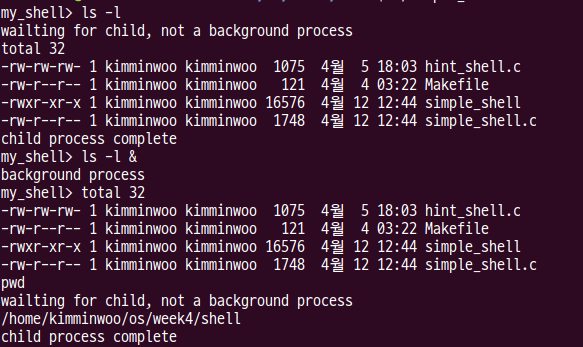 my_shell> ls -l
wailting for child, not a background process
total 32
-rw-rw-rw- 1 kimminwoo kimminwoo  1075  4월  5 18:03 hint_shell.c
-rw-r--r-- 1 kimminwoo kimminwoo   121  4월  4 03:22 Makefile
-rwxr-xr-x 1 kimminwoo kimminwoo 16576  4월 12 12:44 simple_shell
-rw-r--r-- 1 kimminwoo kimminwoo  1748  4월 12 12:44 simple_shell.c
child process complete
my_shell> ls -l &
background process
my_shell> total 32
-rw-rw-rw- 1 kimminwoo kimminwoo  1075  4월  5 18:03 hint_shell.c
-rw-r--r-- 1 kimminwoo kimminwoo   121  4월  4 03:22 Makefile
-rwxr-xr-x 1 kimminwoo kimminwoo 16576  4월 12 12:44 simple_shell
-rw-r--r-- 1 kimminwoo kimminwoo  1748  4월 12 12:44 simple_shell.c
pwd
wailting for child, not a background process
/home/kimminwoo/os/week4/shell
child process complete